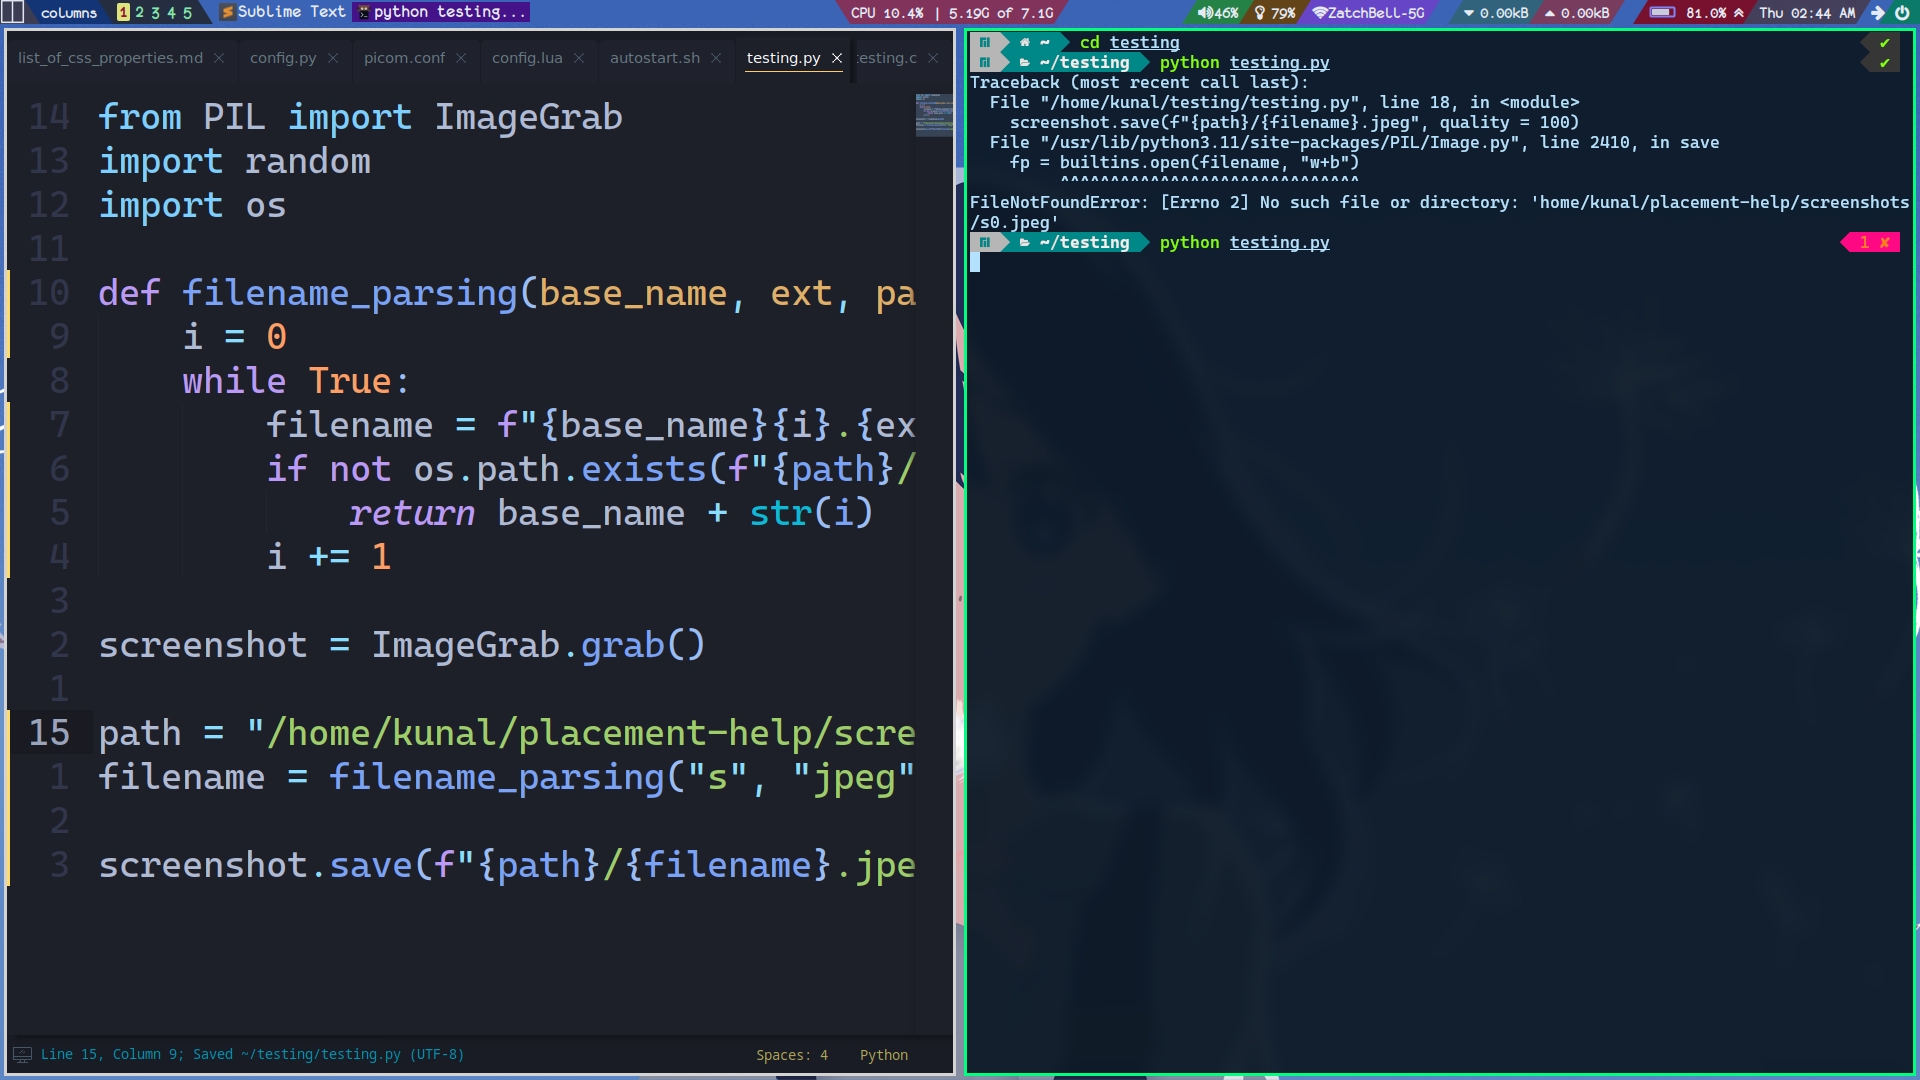 columns 1 2 3 4 5 Sublime Text python testing... CPU 10.4% | 5.19G of 7.1G 46% 79% ZatchBell-5G 0.00kB 0.00kB 81.0% Thu 02:44 AM
list_of_css_properties.md config.py picom.conf config.lua autostart.sh testing.py esting.c
14 from PIL import ImageGrab
13 import random
12 import os
11
10 def filename_parsing(base_name, ext, pa
9 i = 0
8 while True:
7 filename = f"{base_name}{i}.{ex
6 if not os.path.exists(f"{path}/
5 return base_name + str(i)
4 i += 1
3
2 screenshot = ImageGrab.grab()
1
15 path = "/home/kunal/placement-help/scre
1 filename = filename_parsing("s", "jpeg"
2
3 screenshot.save(f"{path}/{filename}.jpe
Line 15, Column 9; Saved ~/testing/testing.py (UTF-8) Spaces: 4 Python
~ cd testing ✔
~/testing python testing.py ✔
Traceback (most recent call last):
File "/home/kunal/testing/testing.py", line 18, in <module>
screenshot.save(f"{path}/{filename}.jpeg", quality = 100)
File "/usr/lib/python3.11/site-packages/PIL/Image.py", line 2410, in save
fp = builtins.open(filename, "w+b")
^^^^^^^^^^^^^^^^^^^^^^^^^^^^^^
FileNotFoundError: [Errno 2] No such file or directory: 'home/kunal/placement-help/screenshots
/s0.jpeg'
~/testing python testing.py 1 ✘